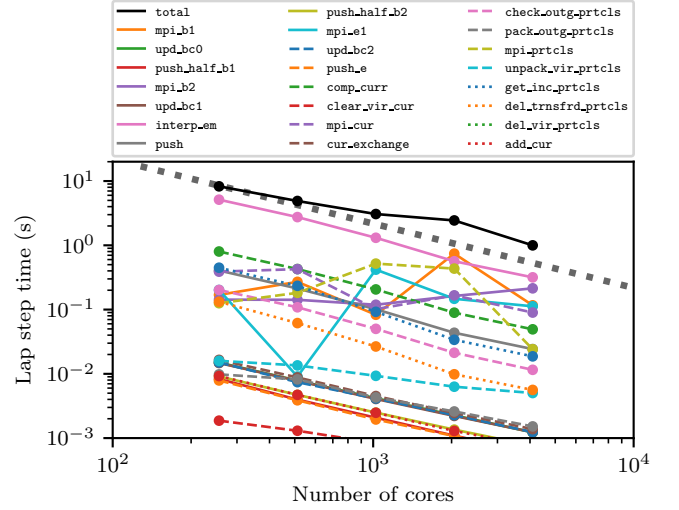 total push_half_b2 check_outg_prtcls
mpi_b1 mpi_e1 pack_outg_prtcls
upd_bc0 upd_bc2 mpi_prtcls
push_half_b1 push_e unpack_vir_prtcls
mpi_b2 comp_curr get_inc_prtcls
upd_bc1 clear_vir_cur del_trnsfrd_prtcls
interp_em mpi_cur del_vir_prtcls
push cur_exchange add_cur
10^1
10^0
10^−1
10^−2
10^−3
Lap step time (s)
10^2 10^3 10^4
Number of cores